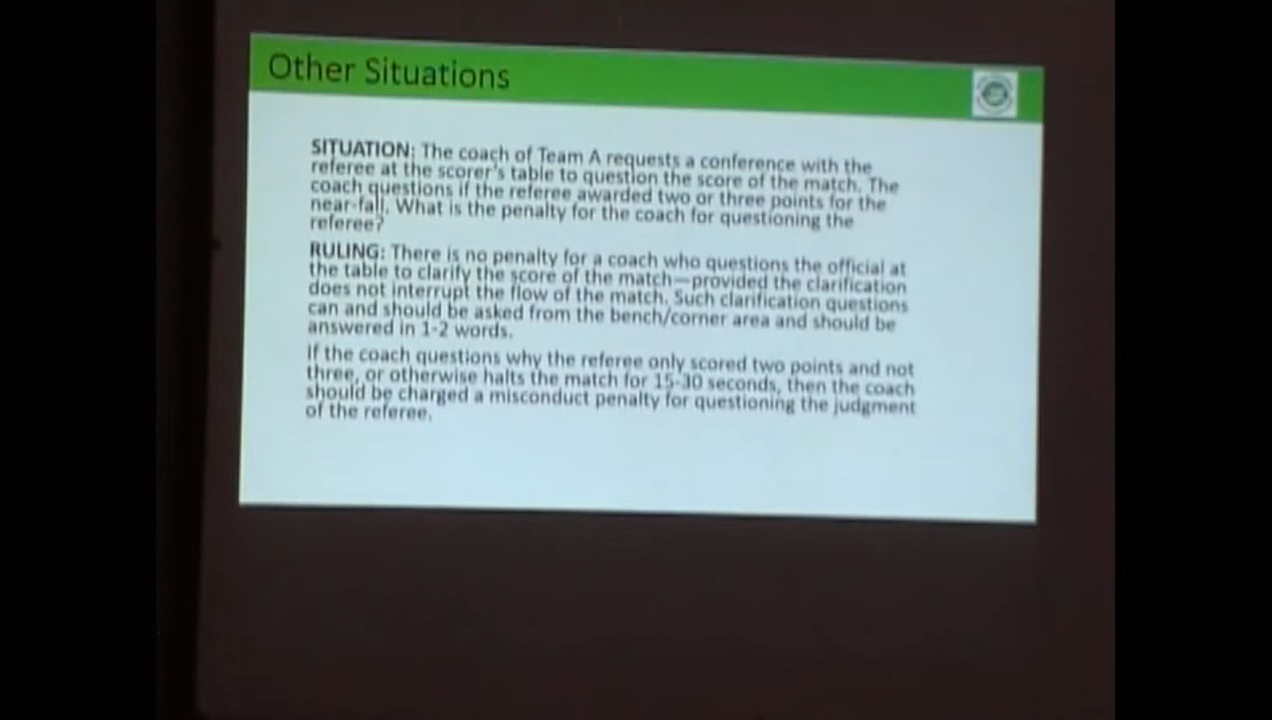 Other Situations
SITUATION: The coach of Team A requests a conference with the
referee at the scorer's table to question the score of the match. The
coach questions if the referee awarded two or three points for the
near-fall. What is the penalty for the coach for questioning the
referee?
RULING: There is no penalty for a coach who questions the official at
the table to clarify the score of the match—provided the clarification
does not interrupt the flow of the match. Such clarification questions
can and should be asked from the bench/corner area and should be
answered in 1-2 words.
If the coach questions why the referee only scored two points and not
three, or otherwise halts the match for 15-30 seconds, then the coach
should be charged a misconduct penalty for questioning the judgment
of the referee.